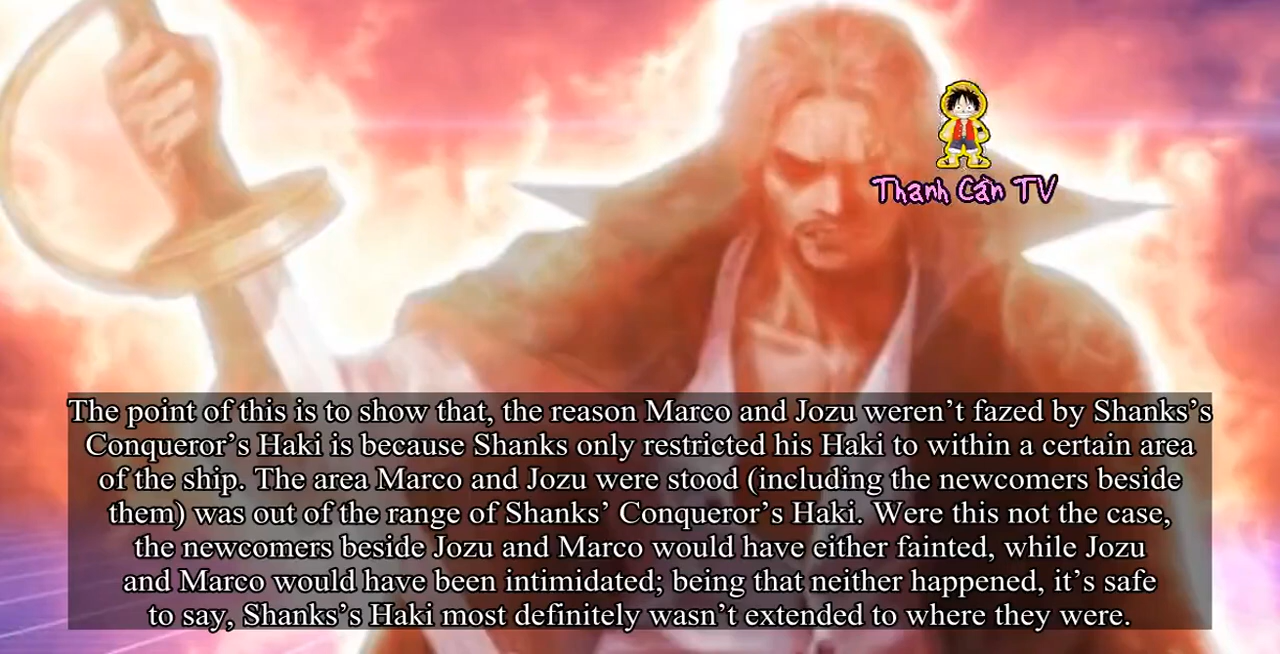 Thanh Cần TV
The point of this is to show that, the reason Marco and Jozu weren’t fazed by Shanks’s
Conqueror’s Haki is because Shanks only restricted his Haki to within a certain area
of the ship. The area Marco and Jozu were stood (including the newcomers beside
them) was out of the range of Shanks’ Conqueror’s Haki. Were this not the case,
the newcomers beside Jozu and Marco would have either fainted, while Jozu
and Marco would have been intimidated; being that neither happened, it’s safe
to say, Shanks’s Haki most definitely wasn’t extended to where they were.